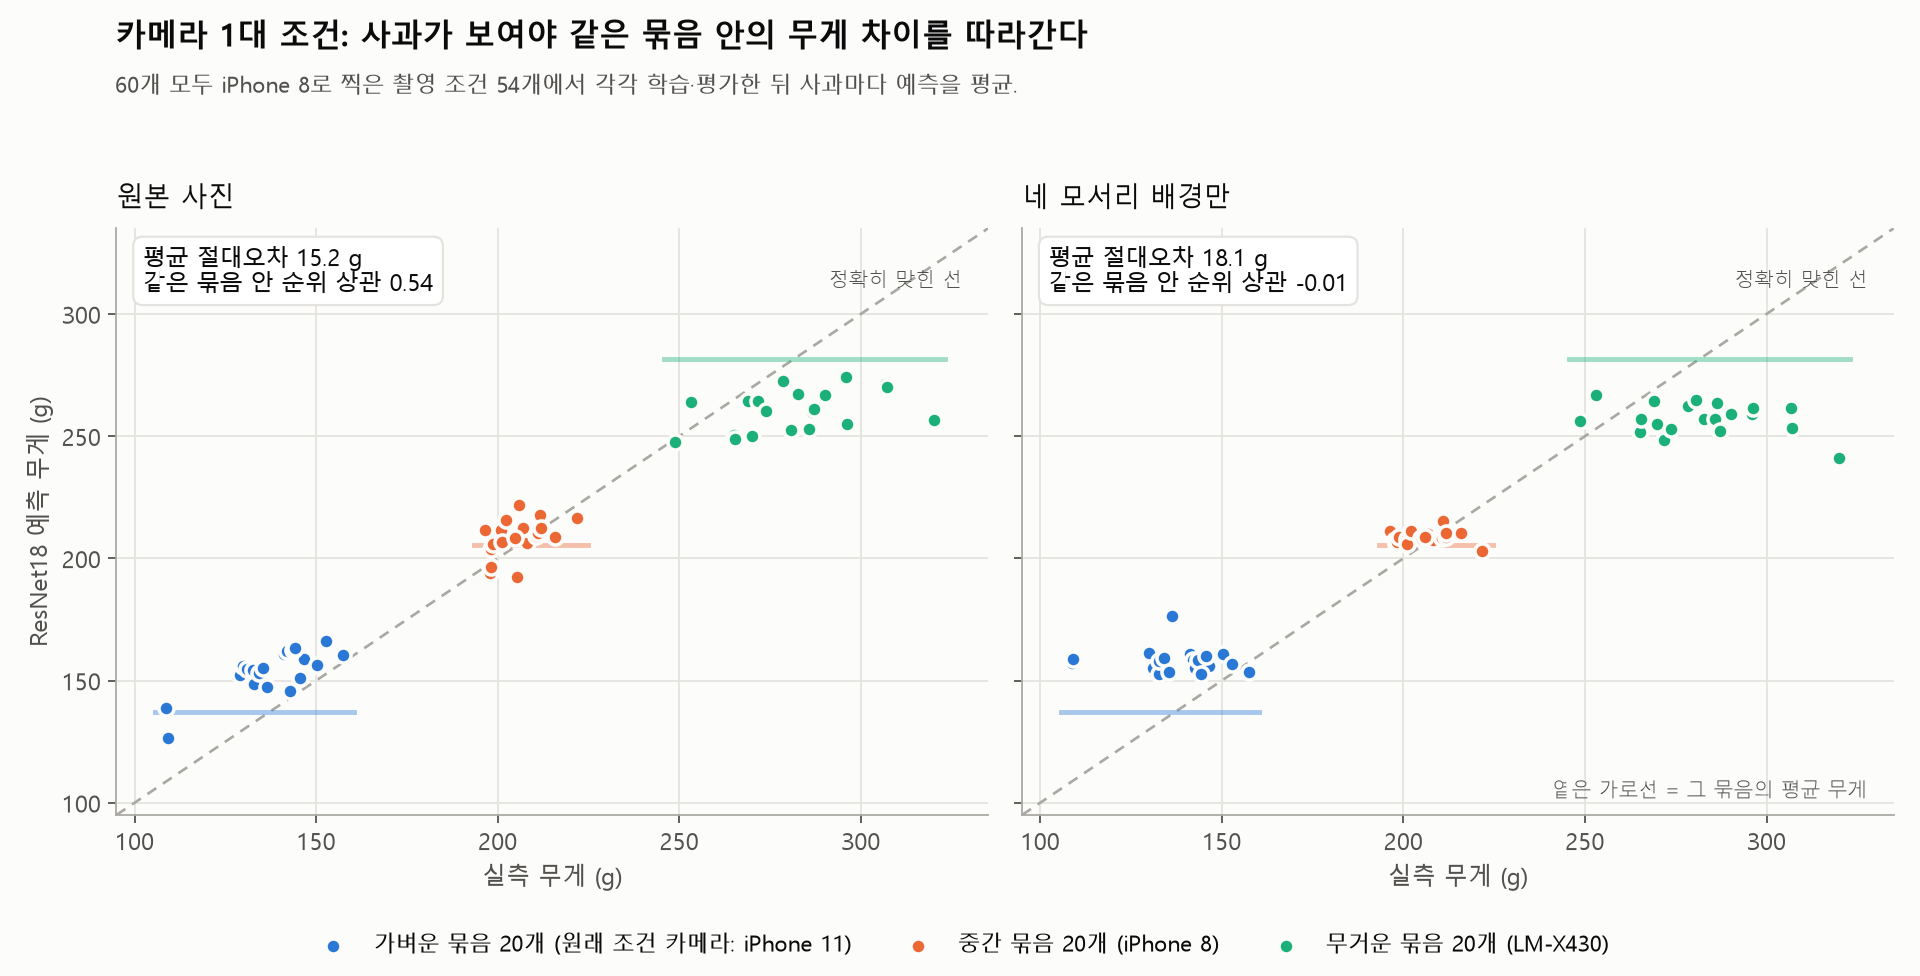 카메라 1대 조건: 사과가 보여야 같은 묶음 안의 무게 차이를 따라간다
60개 모두 iPhone 8로 찍은 촬영 조건 54개에서 각각 학습·평가한 뒤 사과마다 예측을 평균.
원본 사진
평균 절대오차 15.2 g
같은 묶음 안 순위 상관 0.54
정확히 맞힌 선
ResNet18 예측 무게 (g)
300
250
200
150
100
100 150 200 250 300
실측 무게 (g)
네 모서리 배경만
평균 절대오차 18.1 g
같은 묶음 안 순위 상관 -0.01
정확히 맞힌 선
옅은 가로선 = 그 묶음의 평균 무게
100 150 200 250 300
실측 무게 (g)
가벼운 묶음 20개 (원래 조건 카메라: iPhone 11)
중간 묶음 20개 (iPhone 8)
무거운 묶음 20개 (LM-X430)